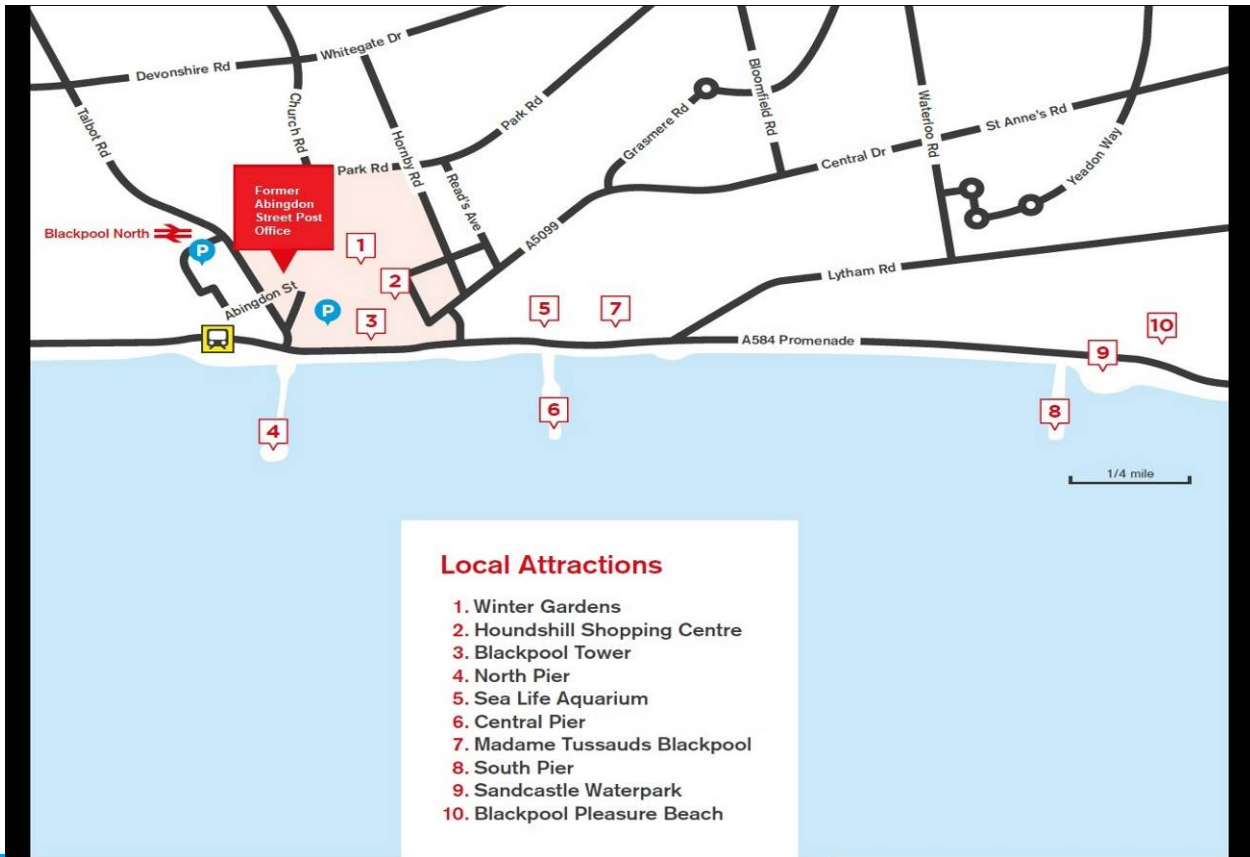 Whitegate Dr
Devonshire Rd
Talbot Rd
Church Rd
Hornby Rd
Park Rd
Park Rd
Read's Ave
Grasmere Rd
Bloomfield Rd
Waterloo Rd
St Anne's Rd
Central Dr
Yeadon Way
A5099
Lytham Rd
A584 Promenade
Former
Abingdon
Street Post
Office
Blackpool North
P
Abingdon St
P
1
2
3
4
5
6
7
8
9
10
1/4 mile
Local Attractions
1. Winter Gardens
2. Houndshill Shopping Centre
3. Blackpool Tower
4. North Pier
5. Sea Life Aquarium
6. Central Pier
7. Madame Tussauds Blackpool
8. South Pier
9. Sandcastle Waterpark
10. Blackpool Pleasure Beach